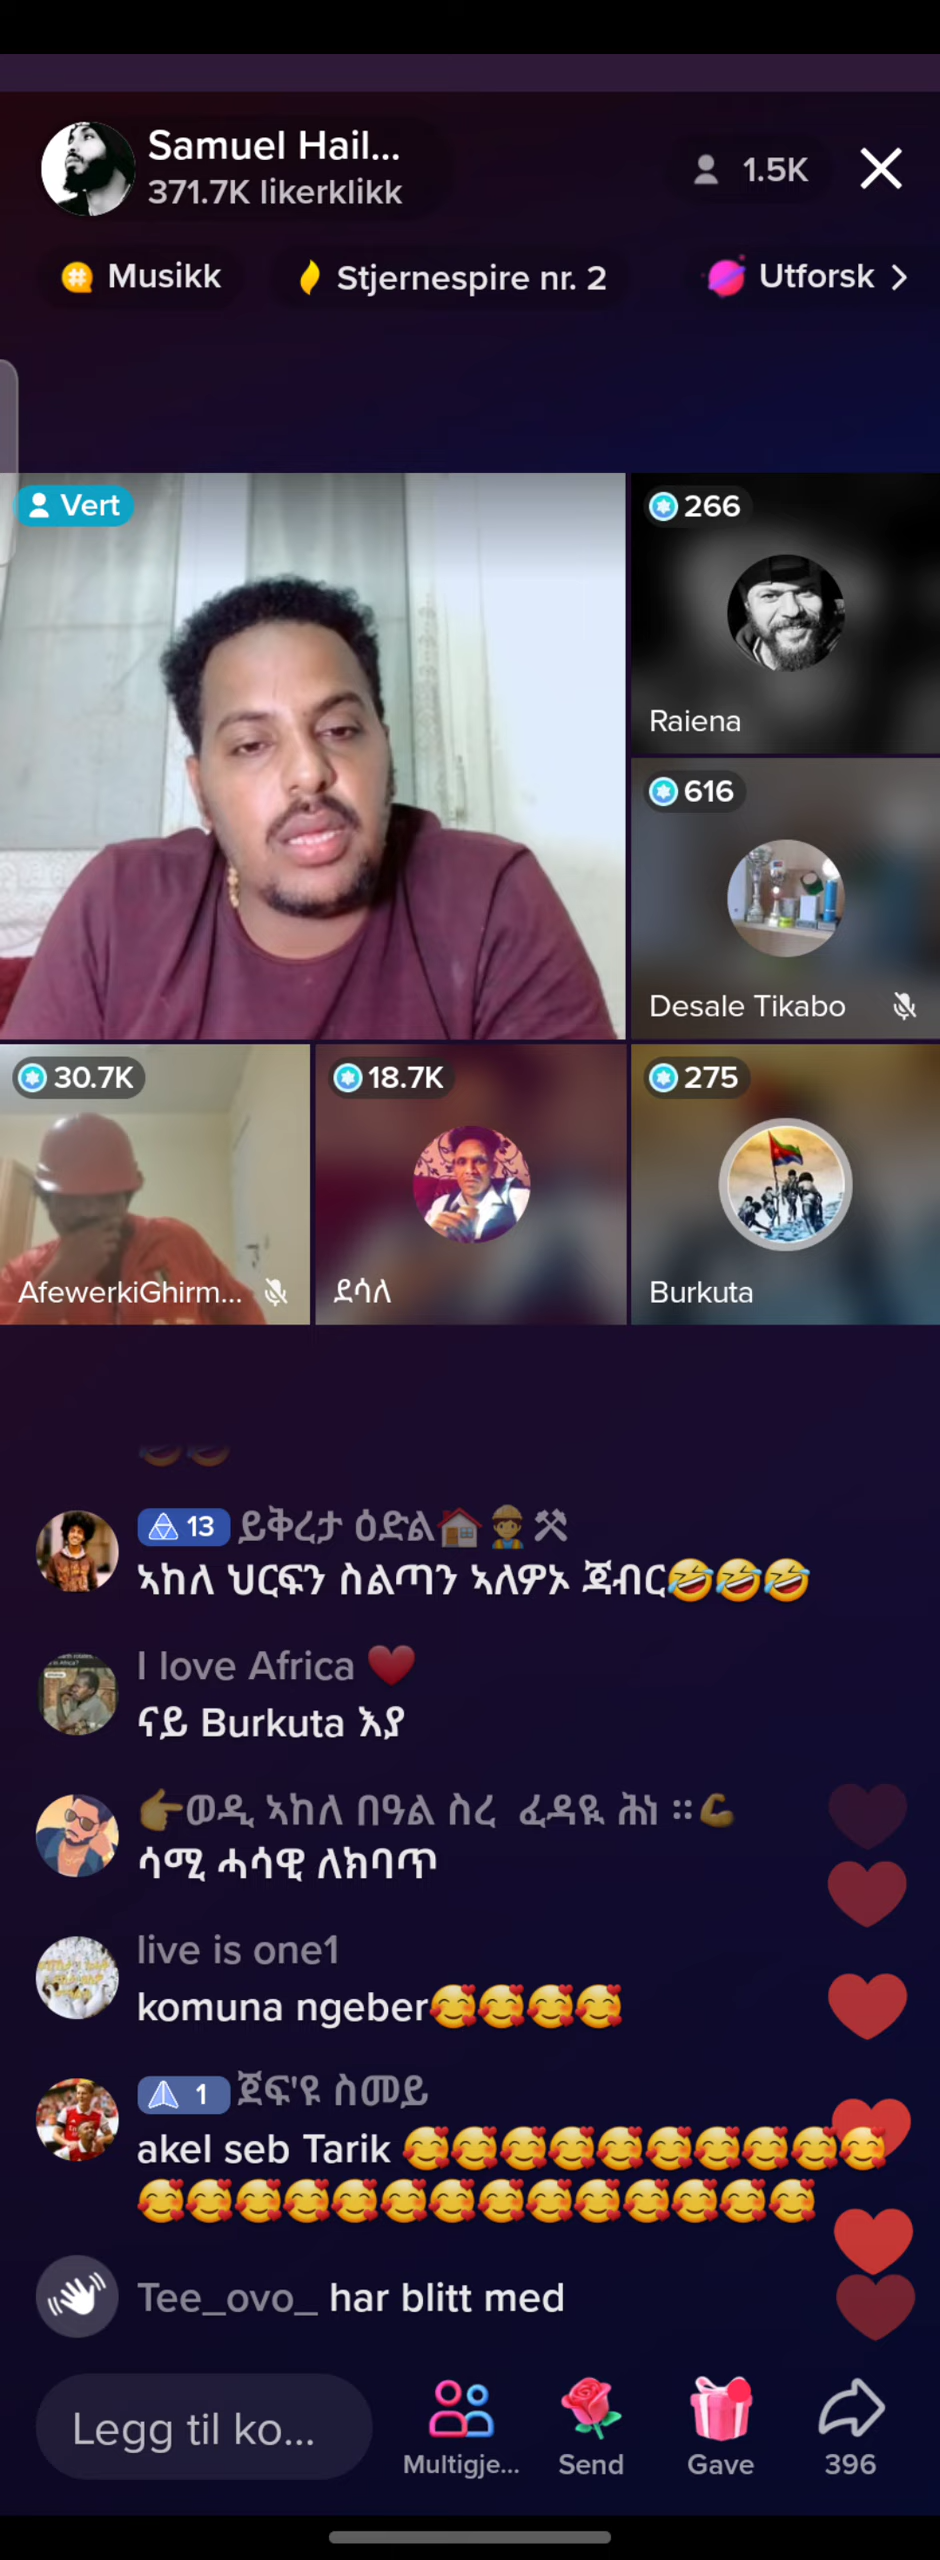 Samuel Hail...
371.7K likerklikk
1.5K
Musikk
Stjernespire nr. 2
Utforsk
Vert
266
Raiena
616
Desale Tikabo
30.7K
AfewerkiGhirm...
18.7K
ደሳለ
275
Burkuta
13 ይቅረታ ዕድል
ኣከለ ህርፍን ስልጣን ኣለዎኦ ጃብር🤣🤣🤣
I love Africa ❤️
ናይ Burkuta እያ
👉ወዲ ኣከለ በዓል ስረ ፈዳዪ ሕነ ።💪
ሳሚ ሓሳዊ ለክባጥ
live is one1
komuna ngeber🥰🥰🥰🥰
1 ጀፍ'ዩ ስመይ
akel seb Tarik 🥰🥰🥰🥰🥰🥰🥰🥰🥰🥰
🥰🥰🥰🥰🥰🥰🥰🥰🥰🥰🥰🥰🥰🥰
Tee_ovo_ har blitt med
Legg til ko...
Multigje...
Send
Gave
396